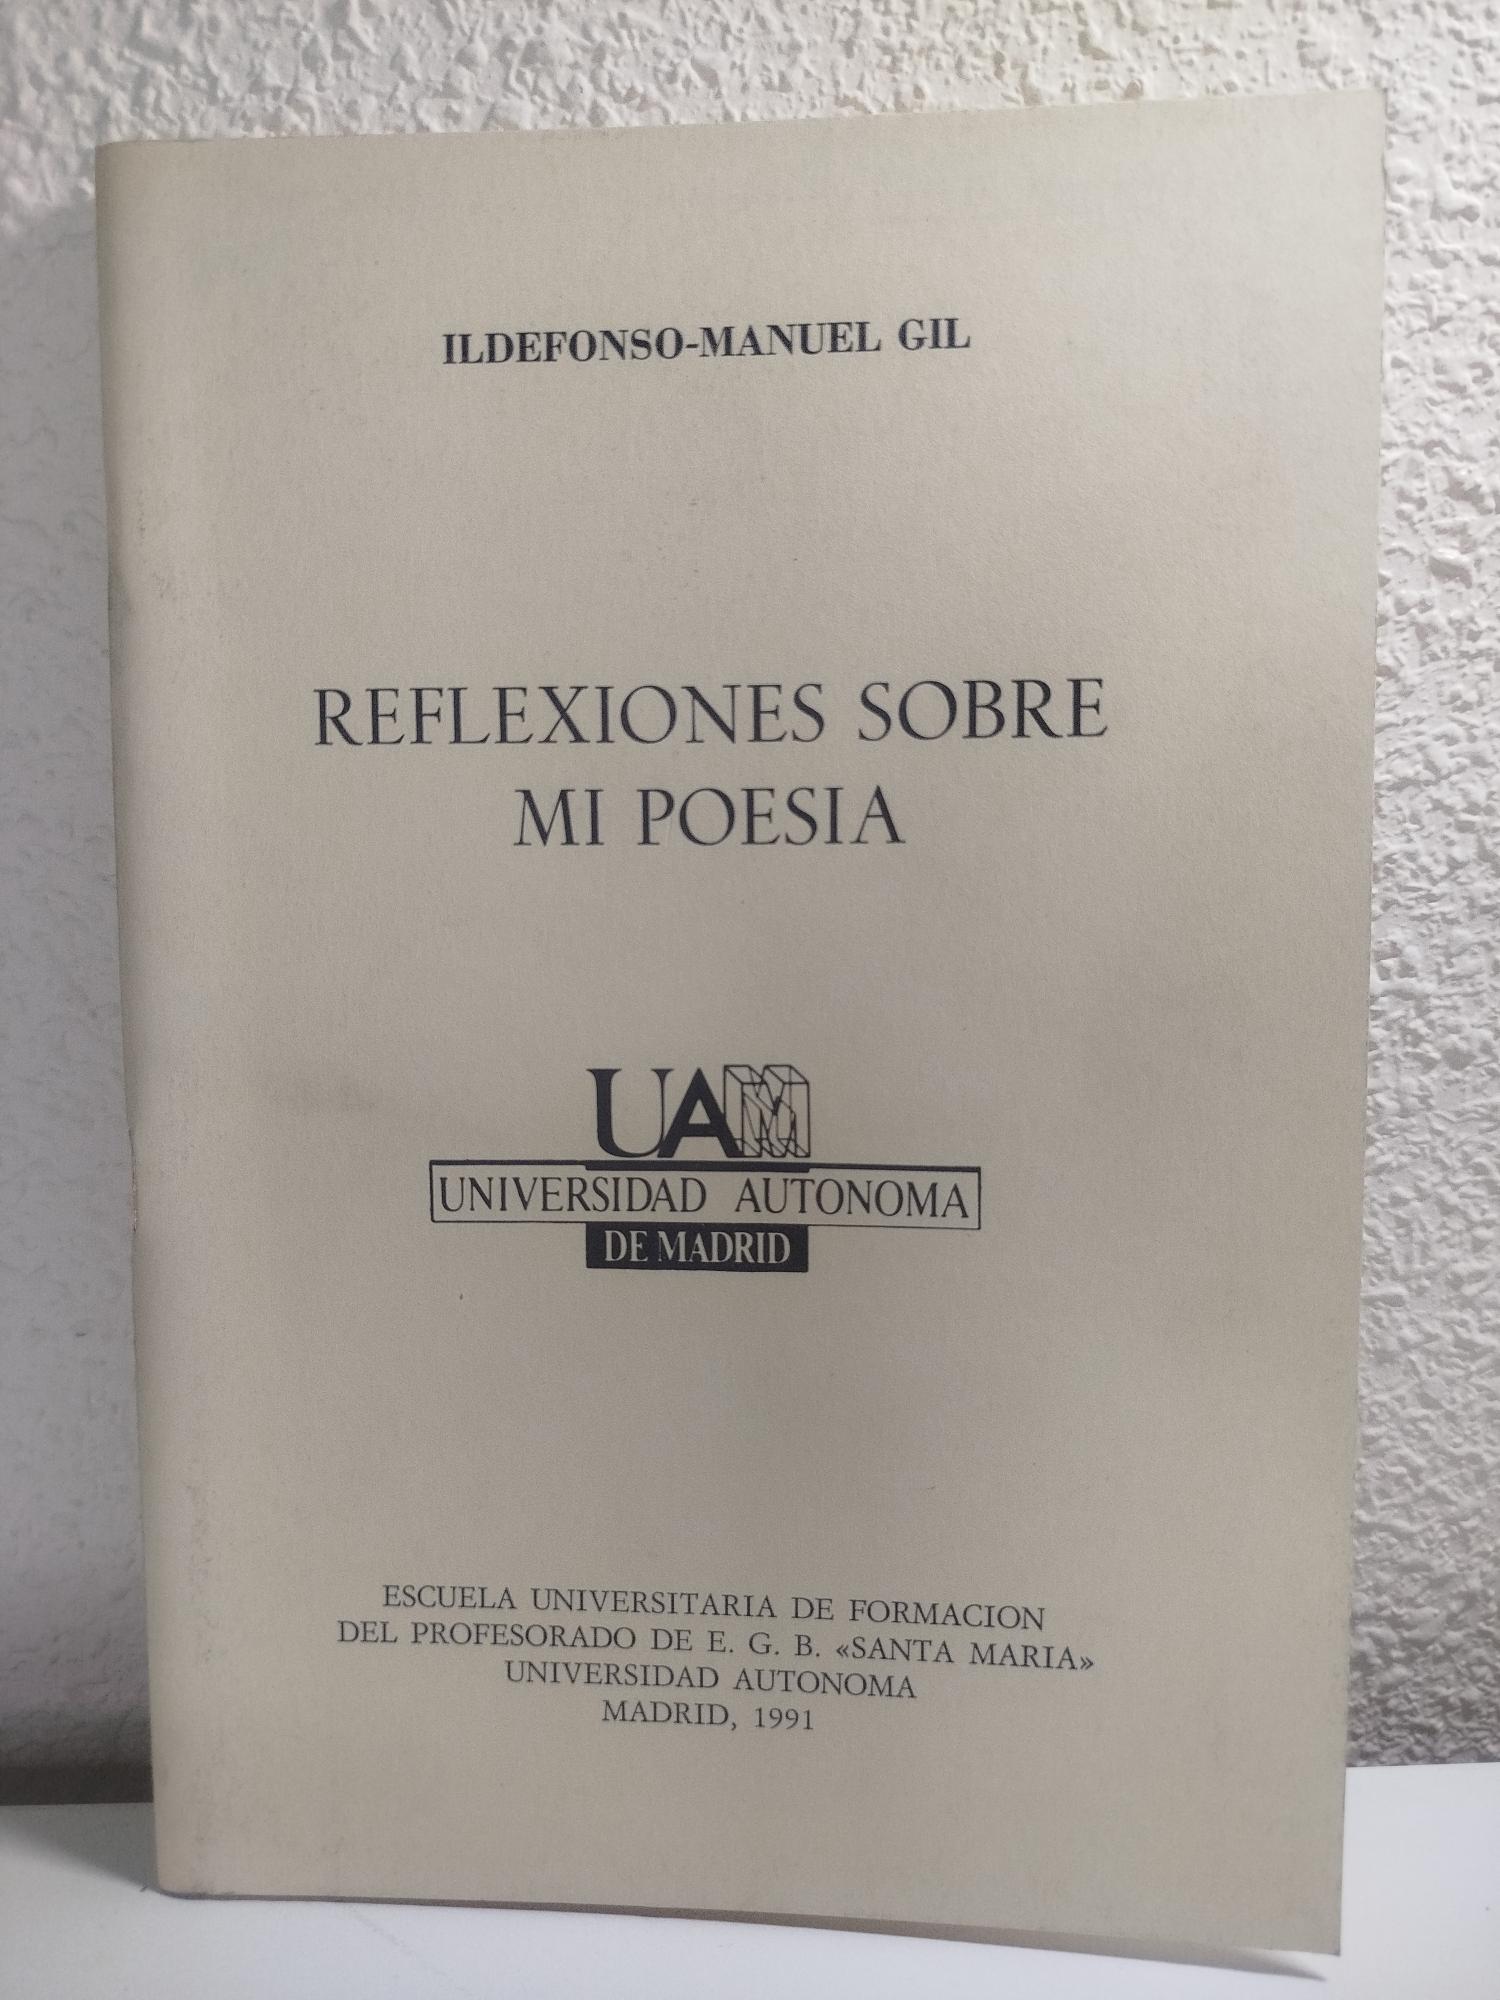 ILDEFONSO-MANUEL GIL
REFLEXIONES SOBRE
MI POESIA
UAM
UNIVERSIDAD AUTONOMA
DE MADRID
ESCUELA UNIVERSITARIA DE FORMACION
DEL PROFESORADO DE E. G. B. «SANTA MARIA»
UNIVERSIDAD AUTONOMA
MADRID, 1991